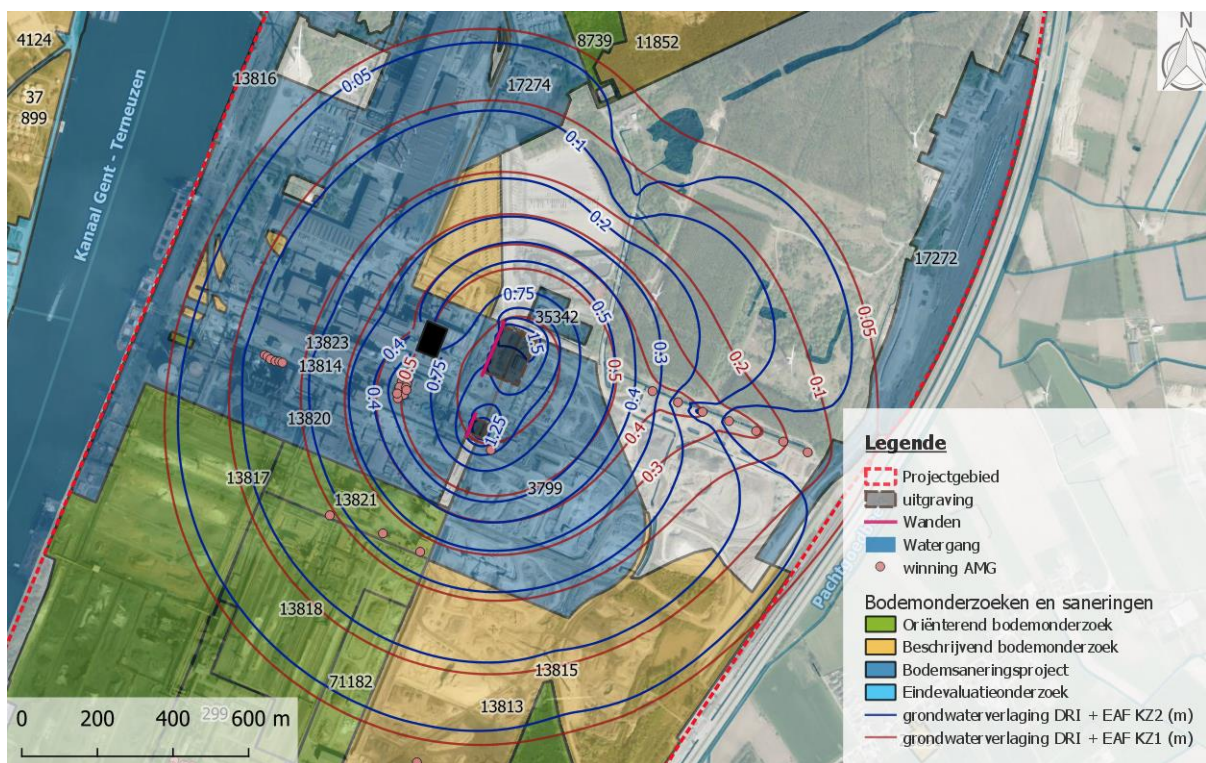 4124
37
899
13816
Kanaal Gent - Terneuzen
0.05
17274
8739
11852
N
0.1
0.2
17272
0.75
0.5
35342
1.5
0.3
0.05
0.4
0.5
0.75
13823
13814
0.5
0.4
0.2
0.1
0.4
13820
1.25
0.4
0.3
13817
13821
3799
13818
71182
13815
13813
299
Pachtg
0 200 400 600 m
Legende
Projectgebied
uitgraving
Wanden
Watergang
winning AMG
Bodemonderzoeken en saneringen
Oriënterend bodemonderzoek
Beschrijvend bodemonderzoek
Bodemsaneringsproject
Eindevaluatieonderzoek
grondwaterverlaging DRI + EAF KZ2 (m)
grondwaterverlaging DRI + EAF KZ1 (m)